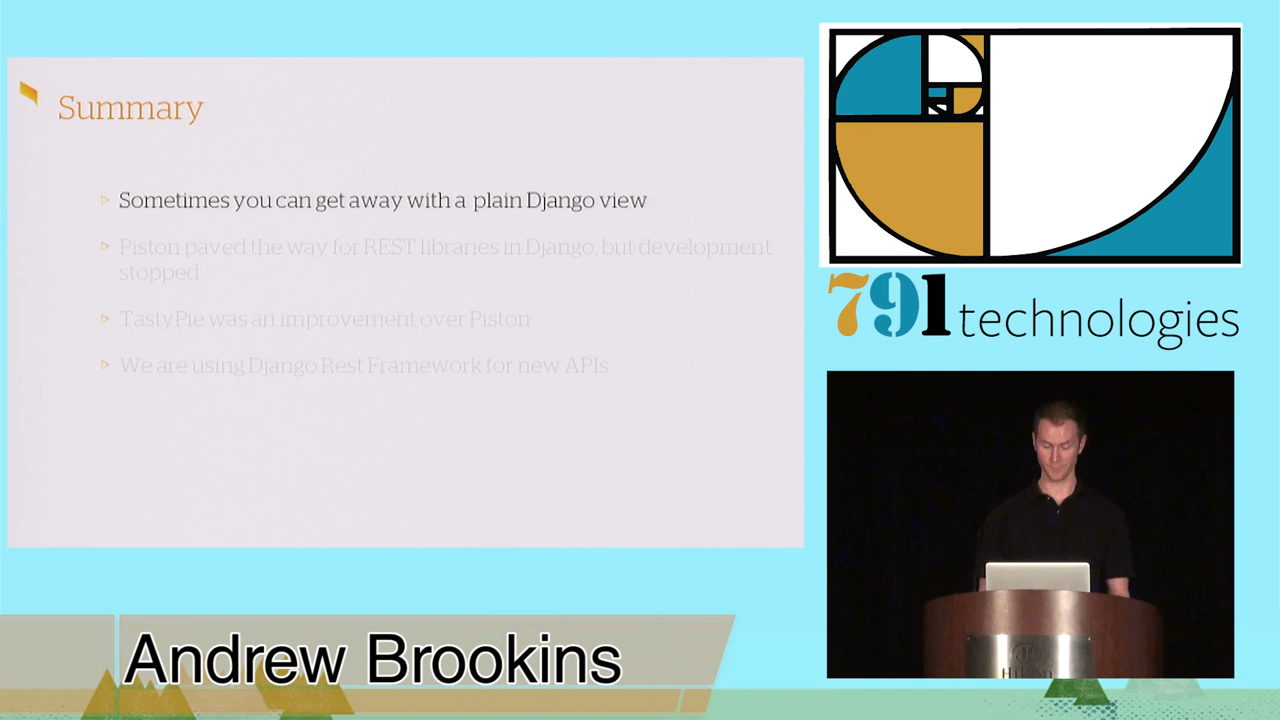 Summary
Sometimes you can get away with a plain Django view
Piston paved the way for REST libraries in Django, but development
stopped
TastyPie was an improvement over Piston
We are using Django Rest Framework for new APIs
791 technologies
Andrew Brookins